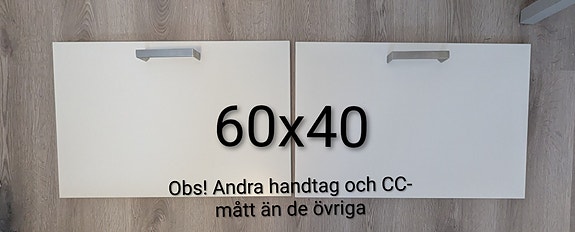 60x40
Obs! Andra handtag och CC-
mått än de övriga